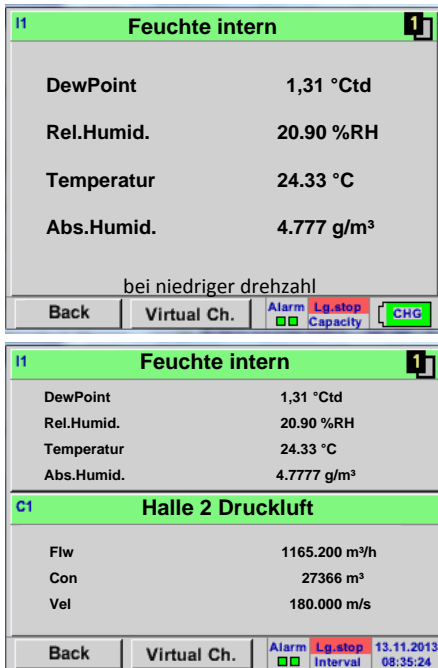 I1 Feuchte intern 1
DewPoint 1,31 °Ctd
Rel.Humid. 20.90 %RH
Temperatur 24.33 °C
Abs.Humid. 4.777 g/m³
bei niedriger drehzahl
Back Virtual Ch. Alarm Lg.stop Capacity CHG
I1 Feuchte intern 1
DewPoint 1,31 °Ctd
Rel.Humid. 20.90 %RH
Temperatur 24.33 °C
Abs.Humid. 4.7777 g/m³
C1 Halle 2 Druckluft
Flw 1165.200 m³/h
Con 27366 m³
Vel 180.000 m/s
Back Virtual Ch. Alarm Lg.stop 13.11.2013
Interval 08:35:24